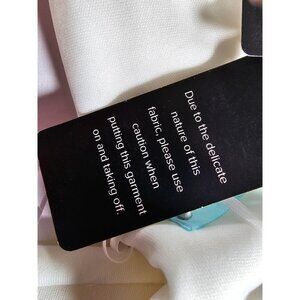 Due to the delicate
nature of this
fabric, please use
caution when
putting this garment
on and taking off.